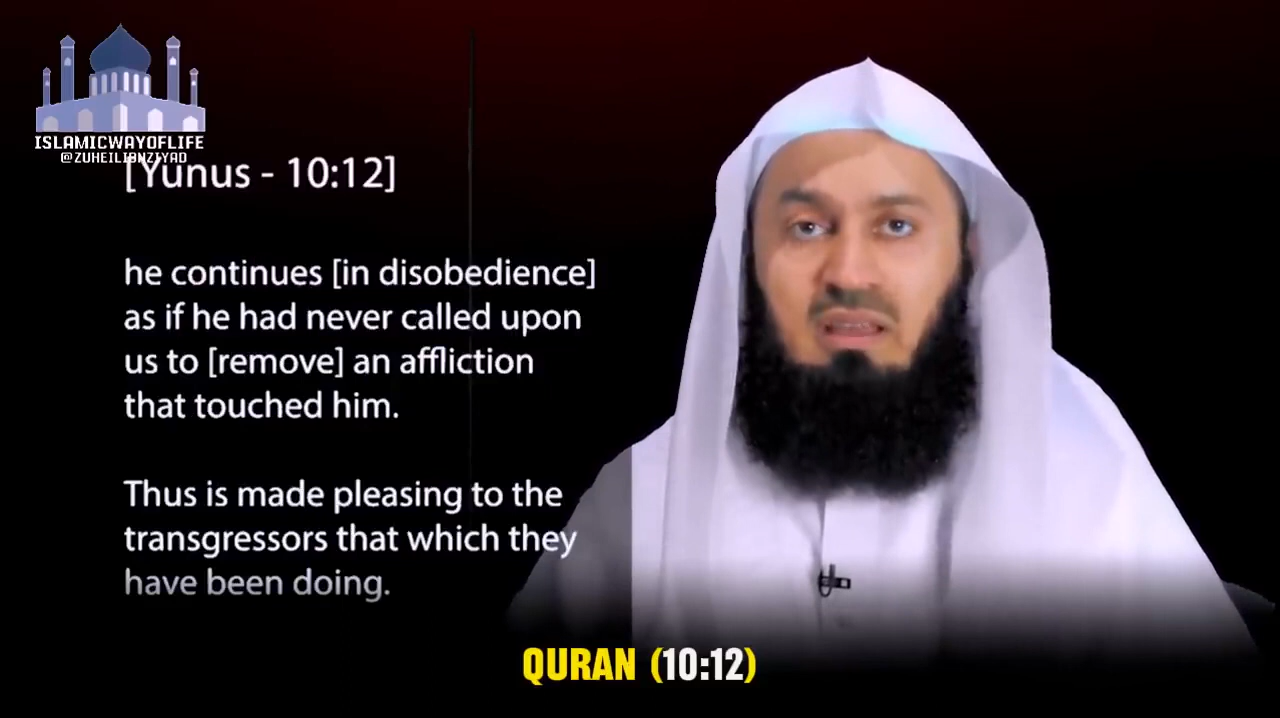 ISLAMICWAYOFLIFE
@ZUHEILIBNZIYAD
[Yunus - 10:12]
he continues [in disobedience]
as if he had never called upon
us to [remove] an affliction
that touched him.
Thus is made pleasing to the
transgressors that which they
have been doing.
QURAN (10:12)